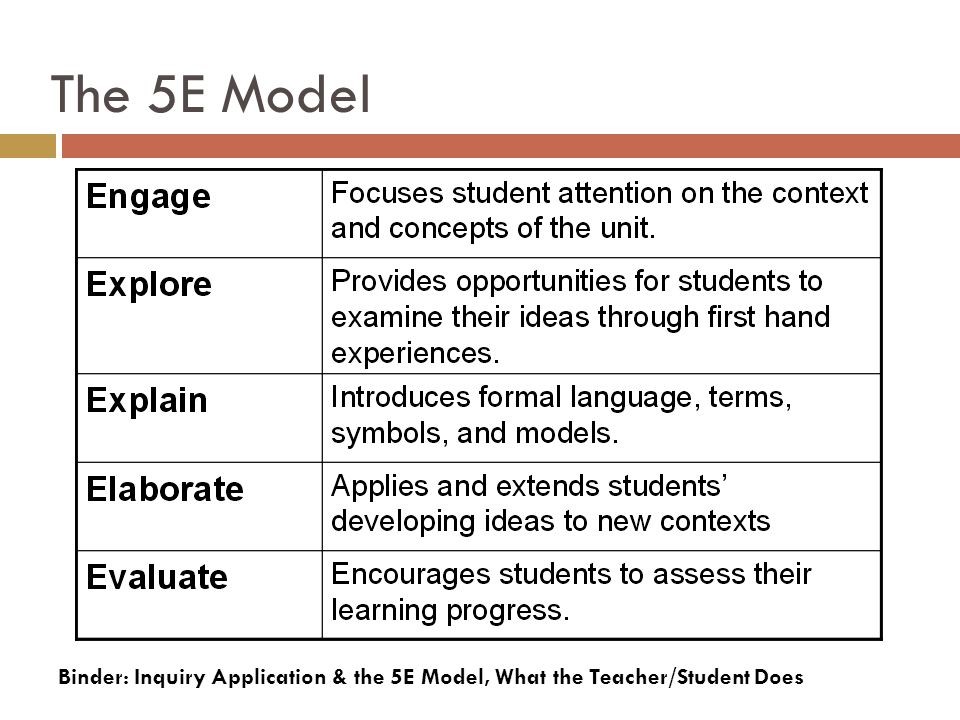 The 5E Model
Engage
Focuses student attention on the context
and concepts of the unit.
Explore
Provides opportunities for students to
examine their ideas through first hand
experiences.
Explain
Introduces formal language, terms,
symbols, and models.
Elaborate
Applies and extends students’
developing ideas to new contexts
Evaluate
Encourages students to assess their
learning progress.
Binder: Inquiry Application & the 5E Model, What the Teacher/Student Does